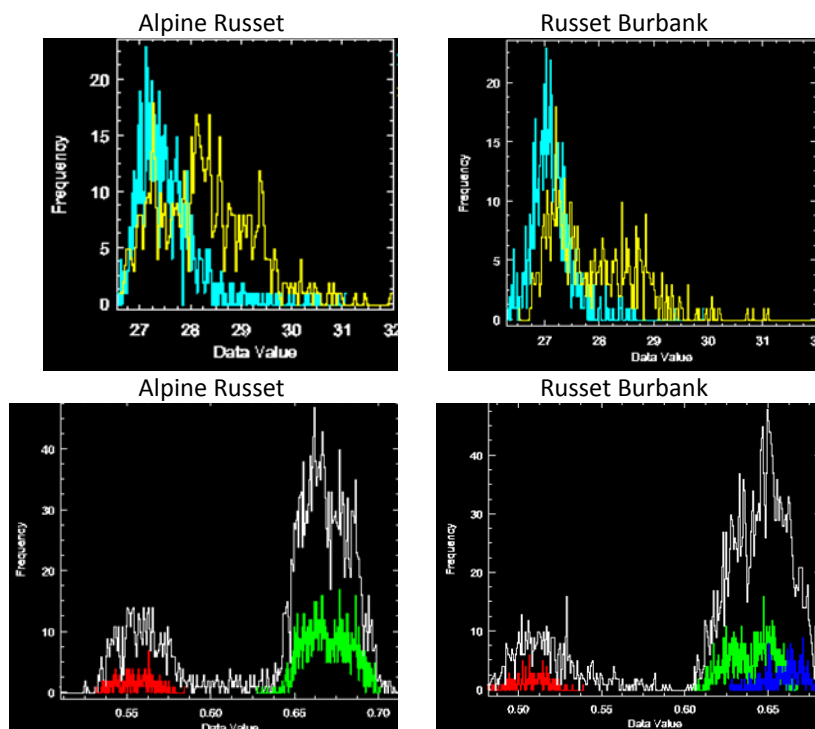 Alpine Russet
Russet Burbank
20
15
10
5
0
Frequency
27 28 29 30 31 32
Data Value
20
15
10
5
0
Frequency
27 28 29 30 31
Data Value
Alpine Russet
Russet Burbank
40
30
20
10
0
Frequency
0.55 0.60 0.65 0.70
Data Value
40
30
20
10
0
Frequency
0.50 0.55 0.60 0.65
Data Value